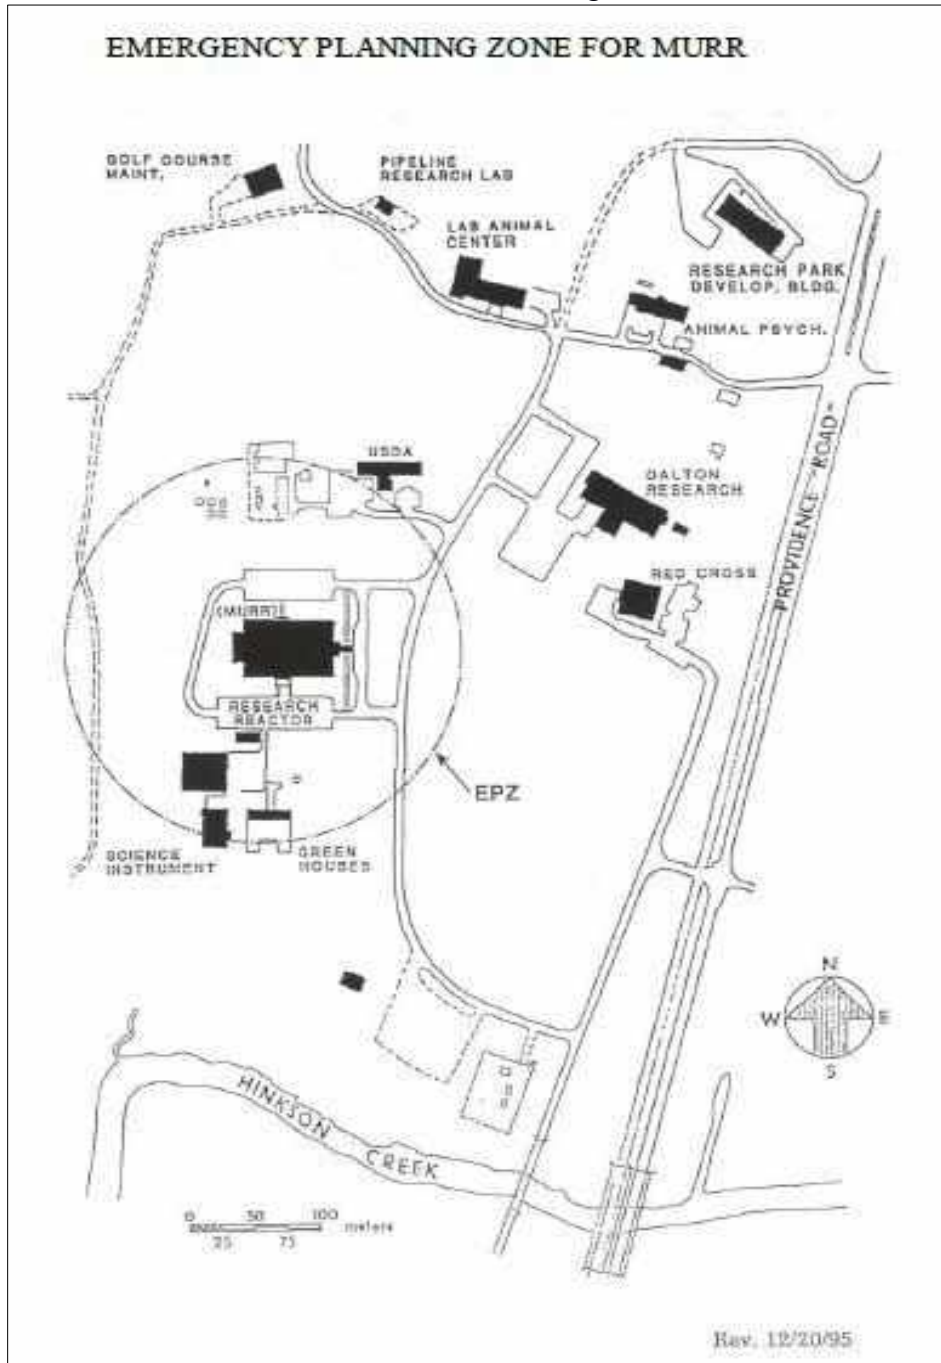 EMERGENCY PLANNING ZONE FOR MURR
GOLF COURSE
MAINT.
PIPELINE
RESEARCH LAB
LAB ANIMAL
CENTER
RESEARCH PARK
DEVELOP. BLDG.
ANIMAL PSYCH.
USDA
DALTON
RESEARCH
PROVIDENCE ROAD
RED CROSS
(MURR)
RESEARCH
REACTOR
EPZ
SCIENCE
INSTRUMENT
GREEN
HOUSES
N
W E
S
HINKSON
CREEK
0 50 100
meters
25 75
Rev. 12/20/95